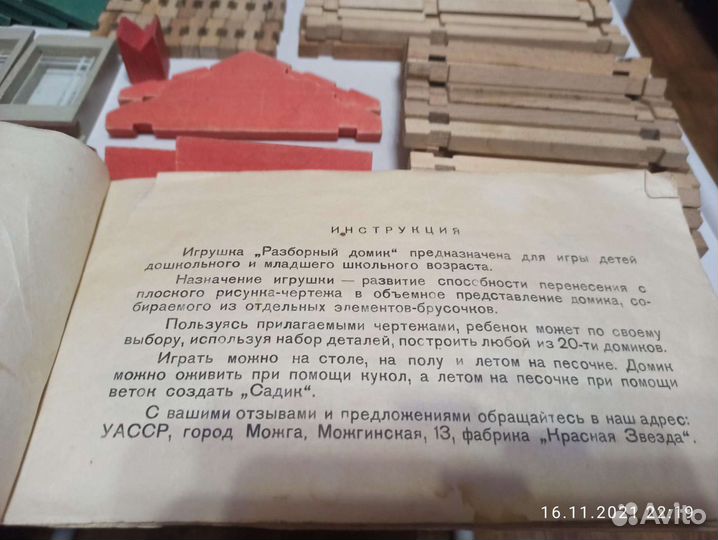 ИНСТРУКЦИЯ
Игрушка „Разборный домик“ предназначена для игры детей
дошкольного и младшего школьного возраста.
Назначение игрушки — развитие способности перенесения с
плоского рисунка-чертежа в объемное представление домика, со-
бираемого из отдельных элементов-брусочков.
Пользуясь прилагаемыми чертежами, ребенок может по своему
выбору, используя набор деталей, построить любой из 20-ти домиков.
Играть можно на столе, на полу и летом на песочке. Домик
можно оживить при помощи кукол, а летом на песочке при помощи
веток создать „Садик“.
С вашими отзывами и предложениями обращайтесь в наш адрес:
УАССР, город Можга, Можгинская, 13, фабрика „Красная Звезда“.
16.11.2021 22:19
Avito